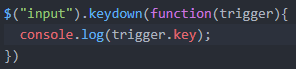 $("input").keydown(function(trigger){
  console.log(trigger.key);
})